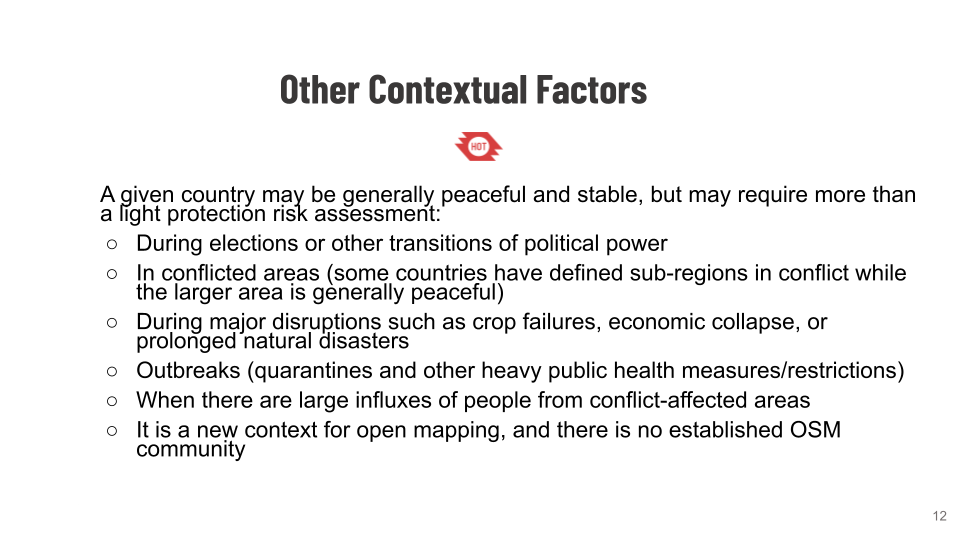 Other Contextual Factors
HOT
A given country may be generally peaceful and stable, but may require more than
a light protection risk assessment:
○ During elections or other transitions of political power
○ In conflicted areas (some countries have defined sub-regions in conflict while
the larger area is generally peaceful)
○ During major disruptions such as crop failures, economic collapse, or
prolonged natural disasters
○ Outbreaks (quarantines and other heavy public health measures/restrictions)
○ When there are large influxes of people from conflict-affected areas
○ It is a new context for open mapping, and there is no established OSM
community
12